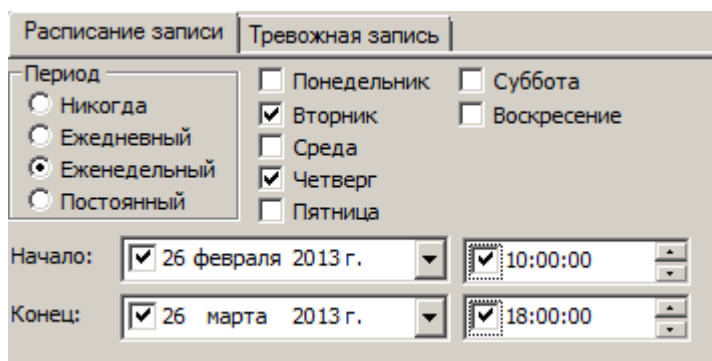 Расписание записи Тревожная запись
Период
Никогда
Ежедневный
Еженедельный
Постоянный
Понедельник
Вторник
Среда
Четверг
Пятница
Суббота
Воскресение
Начало: 26 февраля 2013 г. 10:00:00
Конец: 26 марта 2013 г. 18:00:00